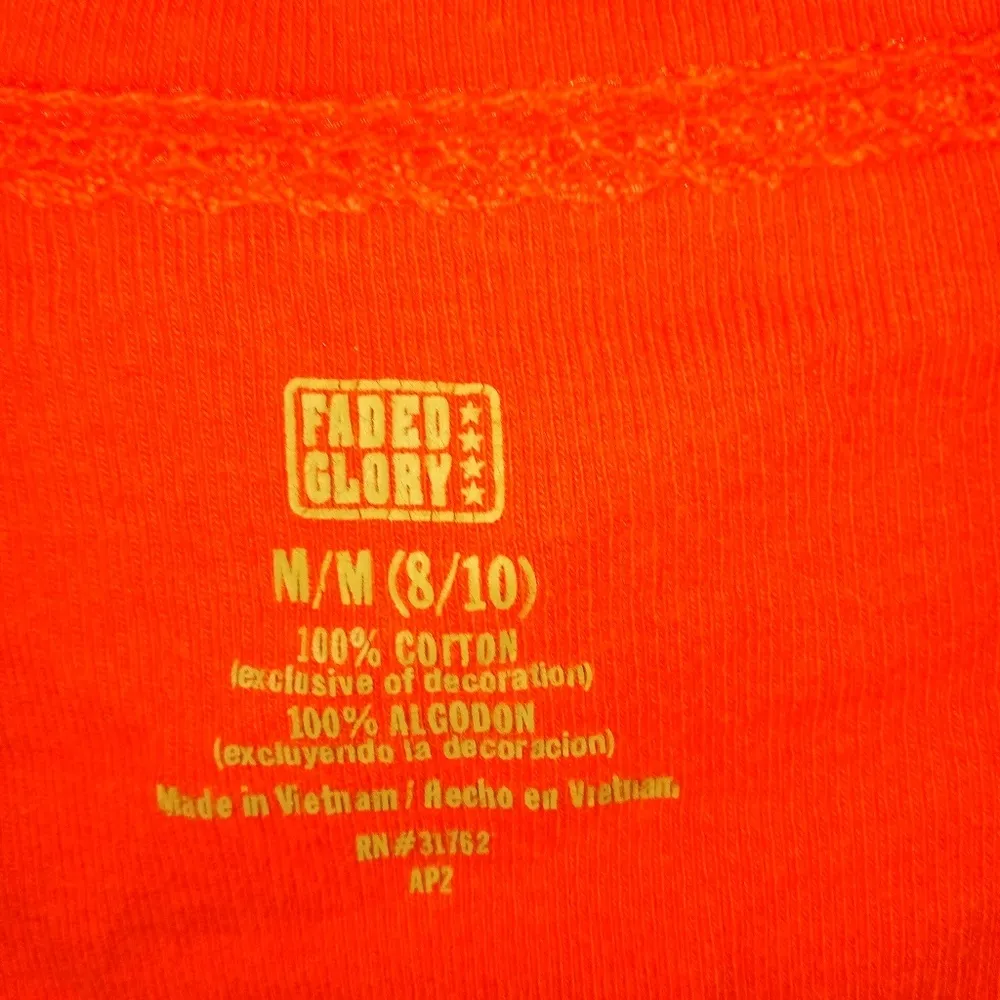 FADED
GLORY
M/M (8/10)
100% COTTON
(exclusive of decoration)
100% ALGODON
(excluyendo la decoracion)
Made in Vietnam / Hecho en Vietnam
RN#31762
AP2